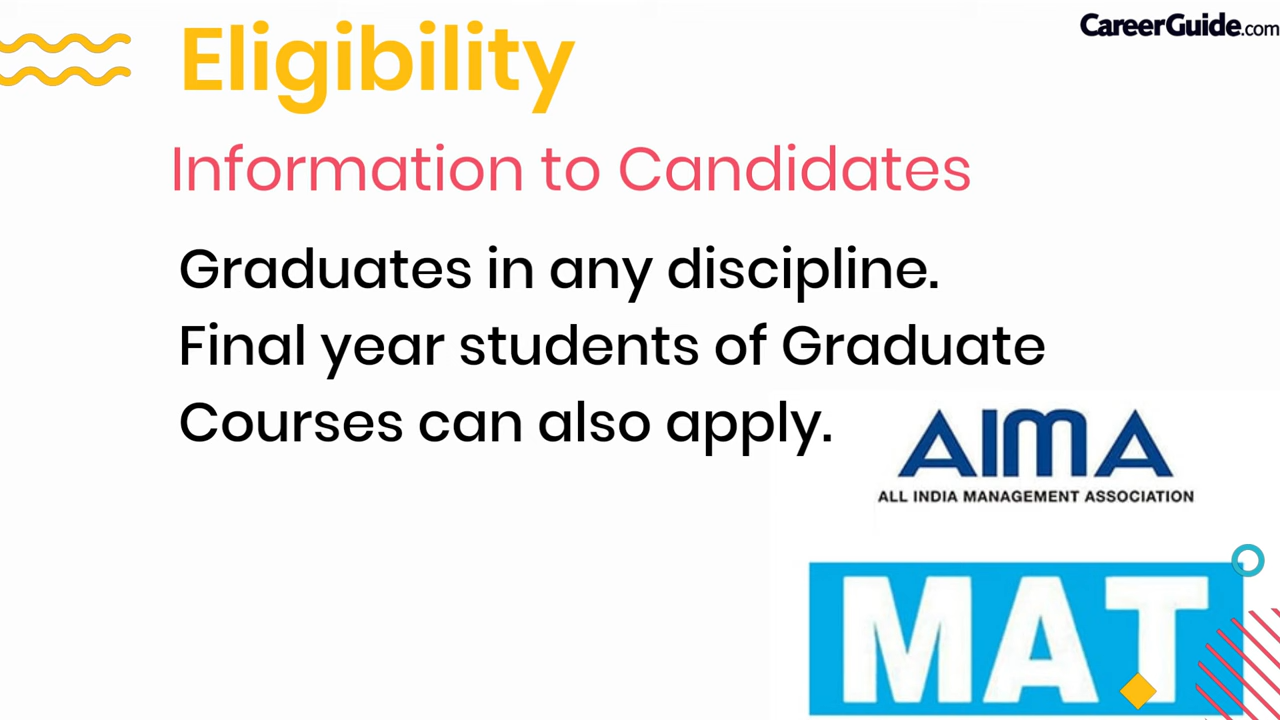 CareerGuide.com
Eligibility
Information to Candidates
Graduates in any discipline.
Final year students of Graduate
Courses can also apply.
AIMA
ALL INDIA MANAGEMENT ASSOCIATION
MAT